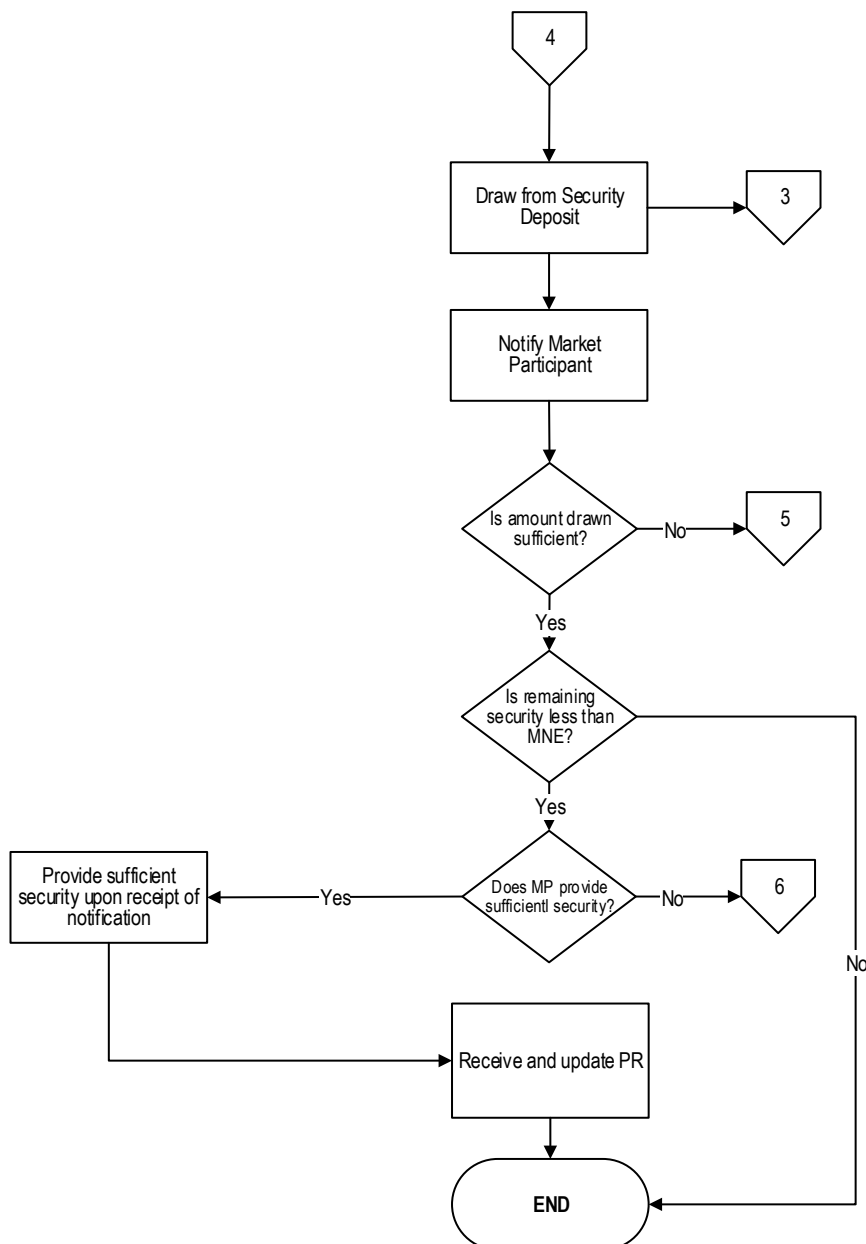 4
Draw from Security
Deposit
3
Notify Market
Participant
Is amount drawn
sufficient?
No
5
Yes
Is remaining
security less than
MNE?
Yes
Provide sufficient
security upon receipt of
notification
Yes
Does MP provide
sufficientl security?
No
6
No
Receive and update PR
END